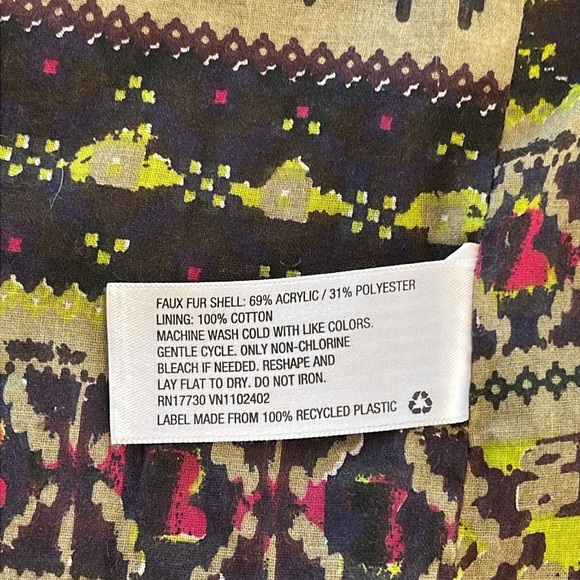 FAUX FUR SHELL: 69% ACRYLIC / 31% POLYESTER
LINING: 100% COTTON
MACHINE WASH COLD WITH LIKE COLORS.
GENTLE CYCLE. ONLY NON-CHLORINE
BLEACH IF NEEDED. RESHAPE AND
LAY FLAT TO DRY. DO NOT IRON.
RN17730 VN1102402
LABEL MADE FROM 100% RECYCLED PLASTIC